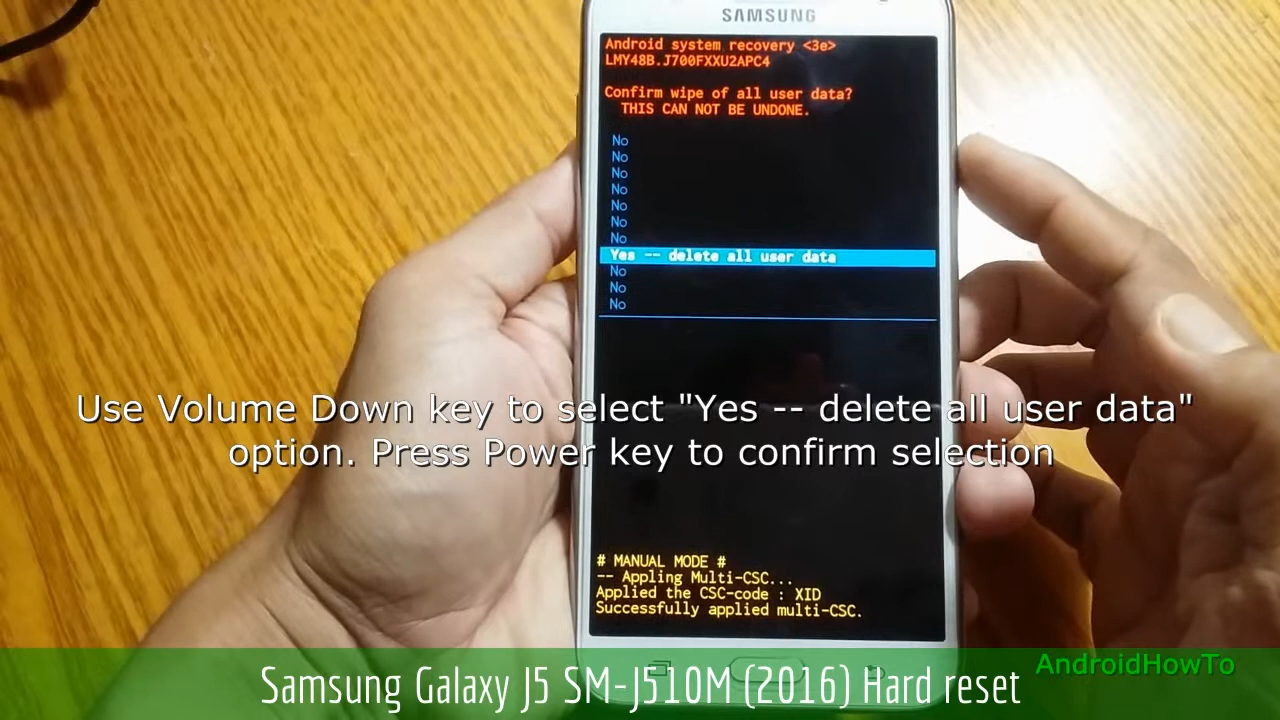 SAMSUNG
Android system recovery <3e>
LMY48B.J700FXXU2APC4
Confirm wipe of all user data?
THIS CAN NOT BE UNDONE.
No
No
No
No
No
No
No
Yes -- delete all user data
No
No
No
Use Volume Down key to select "Yes -- delete all user data"
option. Press Power key to confirm selection
# MANUAL MODE #
-- Appling Multi-CSC...
Applied the CSC-code : XID
Successfully applied multi-CSC.
AndroidHowTo
Samsung Galaxy J5 SM-J510M (2016) Hard reset